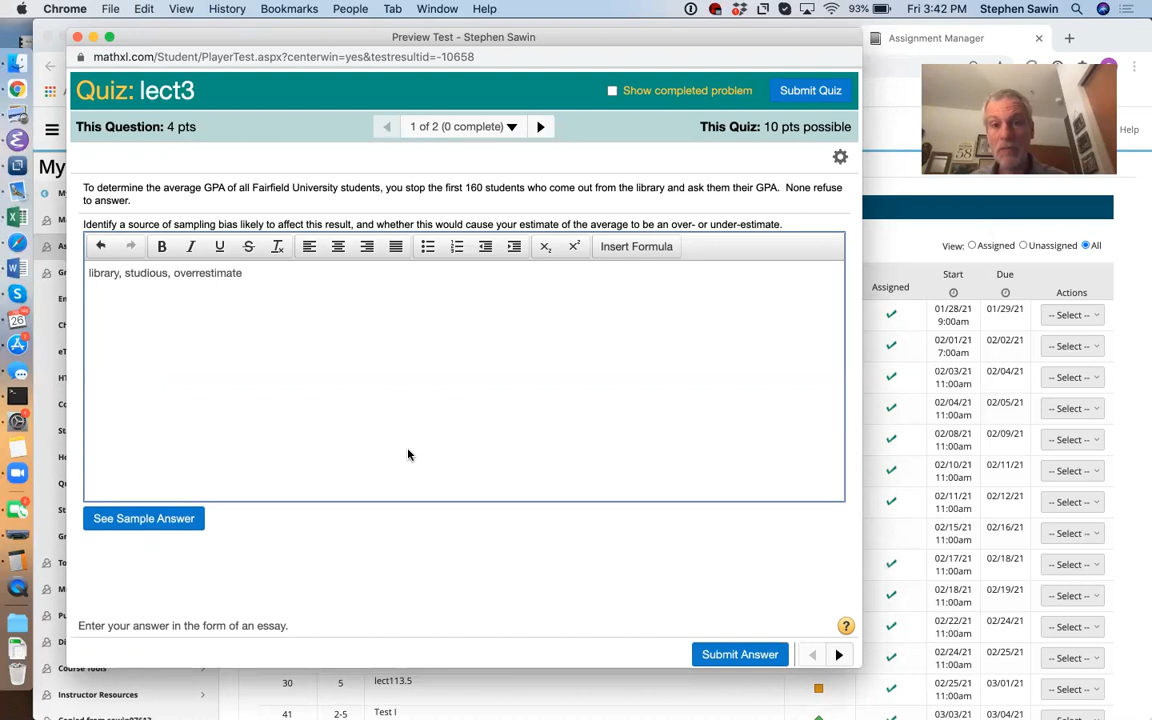 Chrome File Edit View History Bookmarks People Tab Window Help 93% Fri 3:42 PM Stephen Sawin
Preview Test - Stephen Sawin
Assignment Manager
mathxl.com/Student/PlayerTest.aspx?centerwin=yes&testresultid=-10658
Quiz: lect3 Show completed problem Submit Quiz
This Question: 4 pts 1 of 2 (0 complete) This Quiz: 10 pts possible
Help
My
To determine the average GPA of all Fairfield University students, you stop the first 160 students who come out from the library and ask them their GPA. None refuse
to answer.
Identify a source of sampling bias likely to affect this result, and whether this would cause your estimate of the average to be an over- or under-estimate.
B I U S Insert Formula
library, studious, overrestimate
See Sample Answer
Enter your answer in the form of an essay.
Submit Answer
View: Assigned Unassigned All
Assigned Start Due Actions
01/28/21 01/29/21 -- Select --
9:00am
02/01/21 02/02/21 -- Select --
7:00am
02/03/21 02/04/21 -- Select --
11:00am
02/04/21 02/05/21 -- Select --
11:00am
02/08/21 02/09/21 -- Select --
11:00am
02/10/21 02/11/21 -- Select --
11:00am
02/11/21 02/12/21 -- Select --
11:00am
02/15/21 02/16/21 -- Select --
11:00am
02/17/21 02/18/21 -- Select --
11:00am
02/18/21 02/19/21 -- Select --
11:00am
02/22/21 02/24/21 -- Select --
11:00am
02/24/21 02/25/21 -- Select --
11:00am
02/25/21 03/01/21 -- Select --
11:00am
03/03/21 03/04/21 -- Select --
Course Tools
Instructor Resources
30 5 lect113.5
41 2-5 Test I